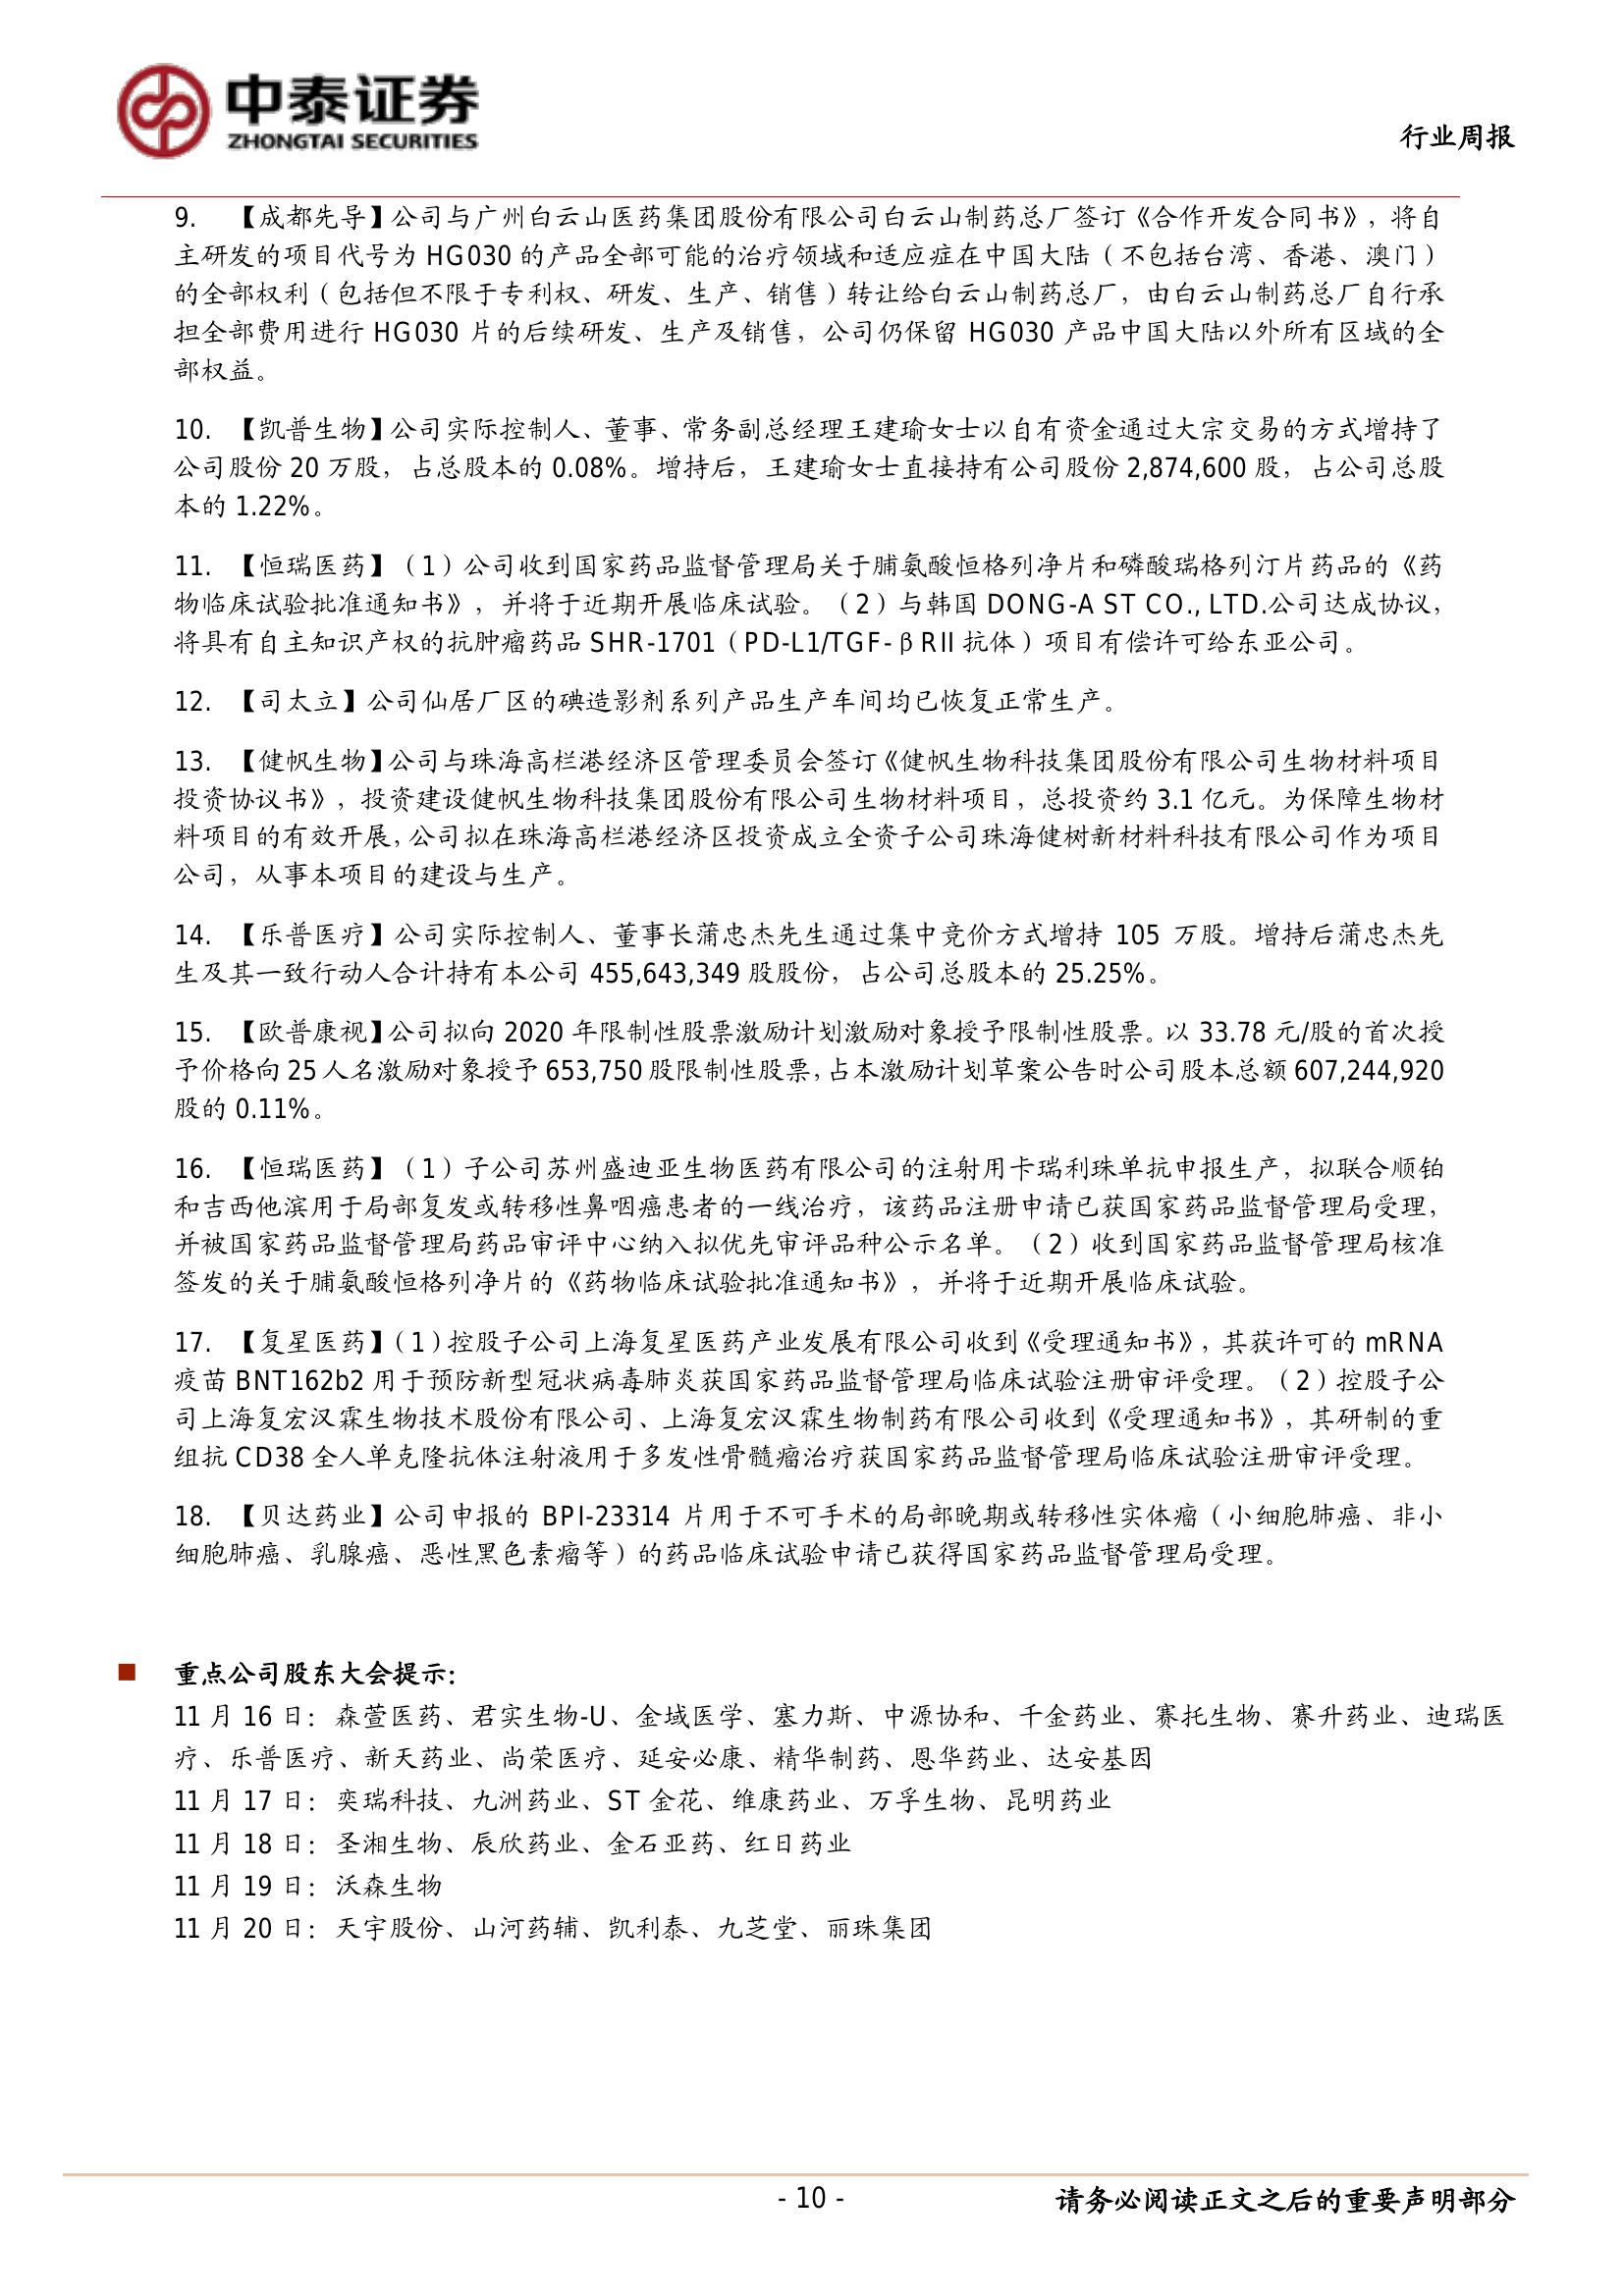 中泰证券
ZHONGTAI SECURITIES
行业周报
9. 【成都先导】公司与广州白云山医药集团股份有限公司白云山制药总厂签订《合作开发合同书》，将自
主研发的项目代号为 HG030 的产品全部可能的治疗领域和适应症在中国大陆（不包括台湾、香港、澳门）
的全部权利（包括但不限于专利权、研发、生产、销售）转让给白云山制药总厂，由白云山制药总厂自行承
担全部费用进行 HG030 片的后续研发、生产及销售，公司仍保留 HG030 产品中国大陆以外所有区域的全
部权益。
10. 【凯普生物】公司实际控制人、董事、常务副总经理王建瑜女士以自有资金通过大宗交易的方式增持了
公司股份 20 万股，占总股本的 0.08%。增持后，王建瑜女士直接持有公司股份 2,874,600 股，占公司总股
本的 1.22%。
11. 【恒瑞医药】（1）公司收到国家药品监督管理局关于脯氨酸恒格列净片和磷酸瑞格列汀片药品的《药
物临床试验批准通知书》，并将于近期开展临床试验。（2）与韩国 DONG-A ST CO., LTD.公司达成协议，
将具有自主知识产权的抗肿瘤药品 SHR-1701（PD-L1/TGF-βRII 抗体）项目有偿许可给东亚公司。
12. 【司太立】公司仙居厂区的碘造影剂系列产品生产车间均已恢复正常生产。
13. 【健帆生物】公司与珠海高栏港经济区管理委员会签订《健帆生物科技集团股份有限公司生物材料项目
投资协议书》，投资建设健帆生物科技集团股份有限公司生物材料项目，总投资约 3.1 亿元。为保障生物材
料项目的有效开展，公司拟在珠海高栏港经济区投资成立全资子公司珠海健树新材料科技有限公司作为项目
公司，从事本项目的建设与生产。
14. 【乐普医疗】公司实际控制人、董事长蒲忠杰先生通过集中竞价方式增持 105 万股。增持后蒲忠杰先
生及其一致行动人合计持有本公司 455,643,349 股股份，占公司总股本的 25.25%。
15. 【欧普康视】公司拟向 2020 年限制性股票激励计划激励对象授予限制性股票。以 33.78 元/股的首次授
予价格向 25 人名激励对象授予 653,750 股限制性股票，占本激励计划草案公告时公司股本总额 607,244,920
股的 0.11%。
16. 【恒瑞医药】（1）子公司苏州盛迪亚生物医药有限公司的注射用卡瑞利珠单抗申报生产，拟联合顺铂
和吉西他滨用于局部复发或转移性鼻咽癌患者的一线治疗，该药品注册申请已获国家药品监督管理局受理，
并被国家药品监督管理局药品审评中心纳入拟优先审评品种公示名单。（2）收到国家药品监督管理局核准
签发的关于脯氨酸恒格列净片的《药物临床试验批准通知书》，并将于近期开展临床试验。
17. 【复星医药】（1）控股子公司上海复星医药产业发展有限公司收到《受理通知书》，其获许可的 mRNA
疫苗 BNT162b2 用于预防新型冠状病毒肺炎获国家药品监督管理局临床试验注册审评受理。（2）控股子公
司上海复宏汉霖生物技术股份有限公司、上海复宏汉霖生物制药有限公司收到《受理通知书》，其研制的重
组抗 CD38 全人单克隆抗体注射液用于多发性骨髓瘤治疗获国家药品监督管理局临床试验注册审评受理。
18. 【贝达药业】公司申报的 BPI-23314 片用于不可手术的局部晚期或转移性实体瘤（小细胞肺癌、非小
细胞肺癌、乳腺癌、恶性黑色素瘤等）的药品临床试验申请已获得国家药品监督管理局受理。
■ 重点公司股东大会提示：
11 月 16 日：森萱医药、君实生物-U、金域医学、塞力斯、中源协和、千金药业、赛托生物、赛升药业、迪瑞医
疗、乐普医疗、新天药业、尚荣医疗、延安必康、精华制药、恩华药业、达安基因
11 月 17 日：奕瑞科技、九洲药业、ST 金花、维康药业、万孚生物、昆明药业
11 月 18 日：圣湘生物、辰欣药业、金石亚药、红日药业
11 月 19 日：沃森生物
11 月 20 日：天宇股份、山河药辅、凯利泰、九芝堂、丽珠集团
- 10 -
请务必阅读正文之后的重要声明部分